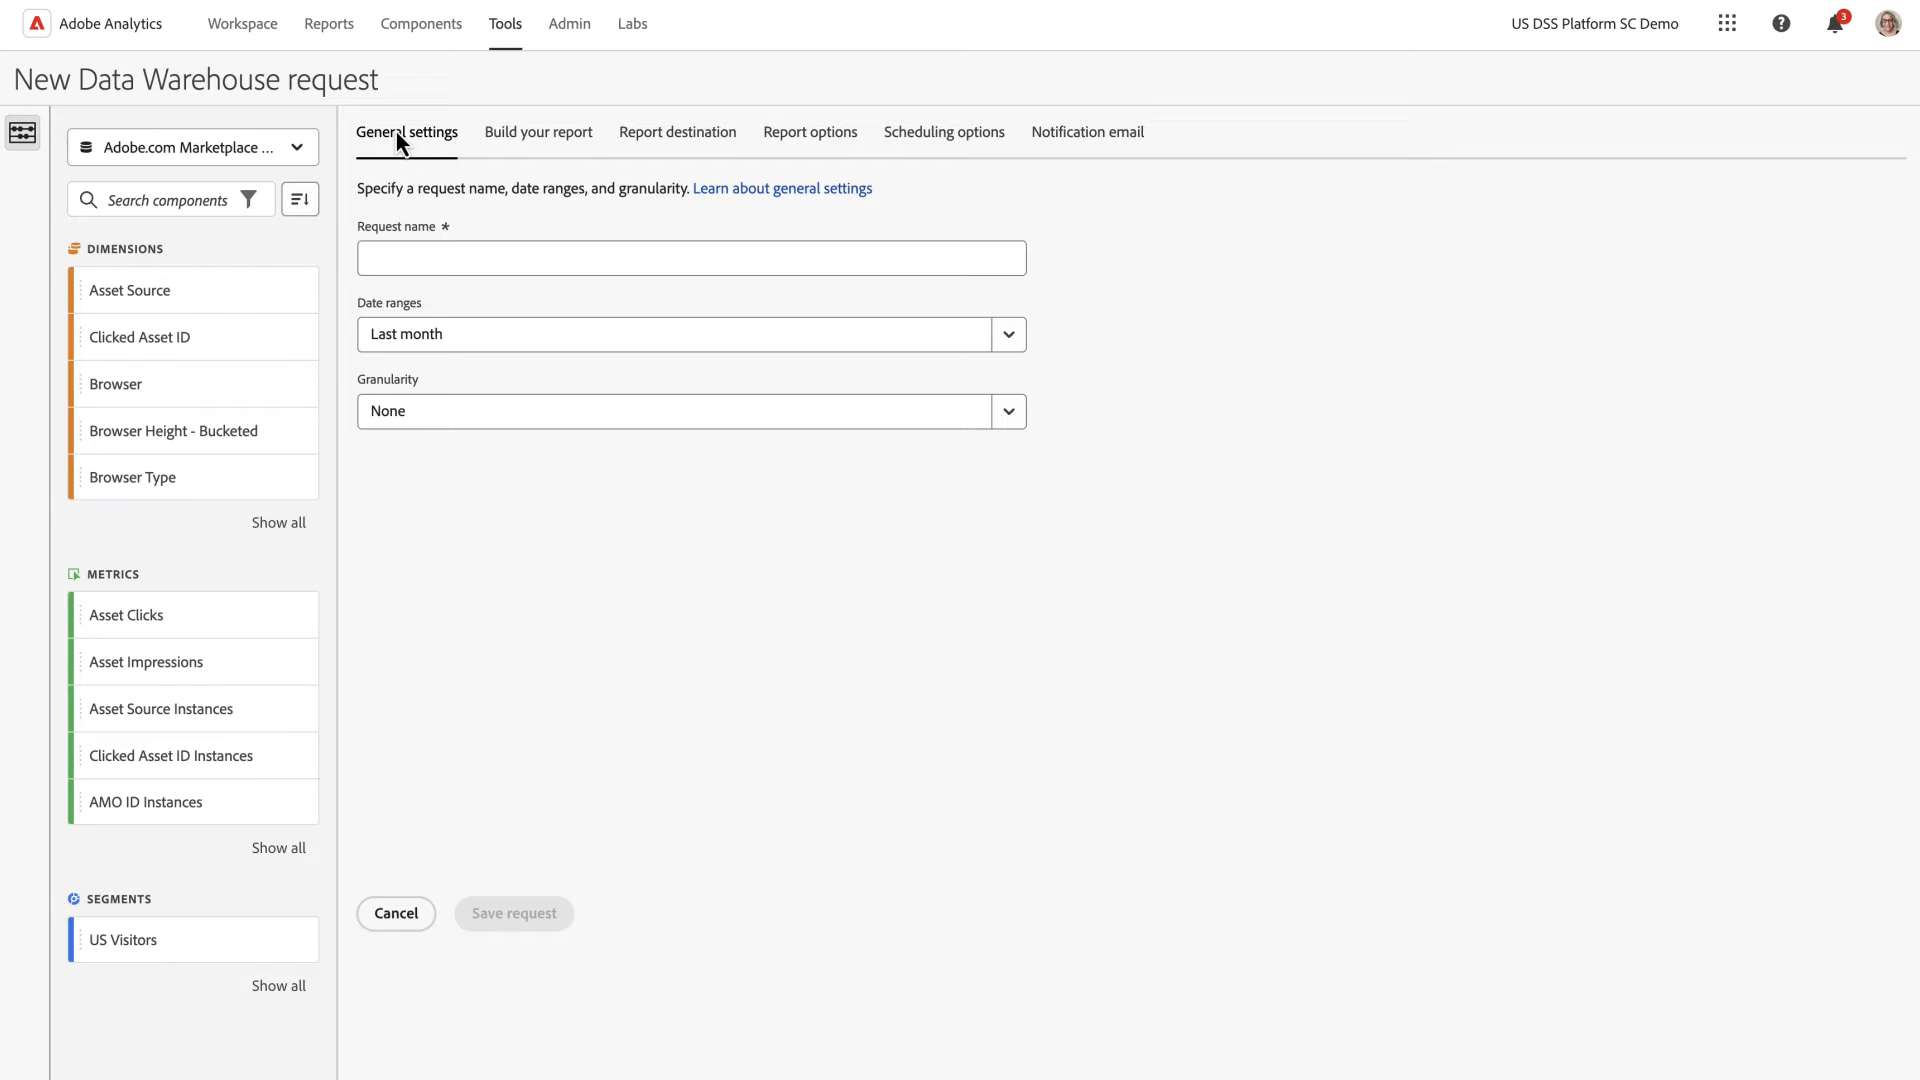 Adobe Analytics
Workspace
Reports
Components
Tools
Admin
Labs
US DSS Platform SC Demo
3
New Data Warehouse request
Adobe.com Marketplace ...
Search components
DIMENSIONS
Asset Source
Clicked Asset ID
Browser
Browser Height - Bucketed
Browser Type
Show all
METRICS
Asset Clicks
Asset Impressions
Asset Source Instances
Clicked Asset ID Instances
AMO ID Instances
Show all
SEGMENTS
US Visitors
Show all
General settings
Build your report
Report destination
Report options
Scheduling options
Notification email
Specify a request name, date ranges, and granularity. Learn about general settings
Request name *
Date ranges
Last month
Granularity
None
Cancel
Save request